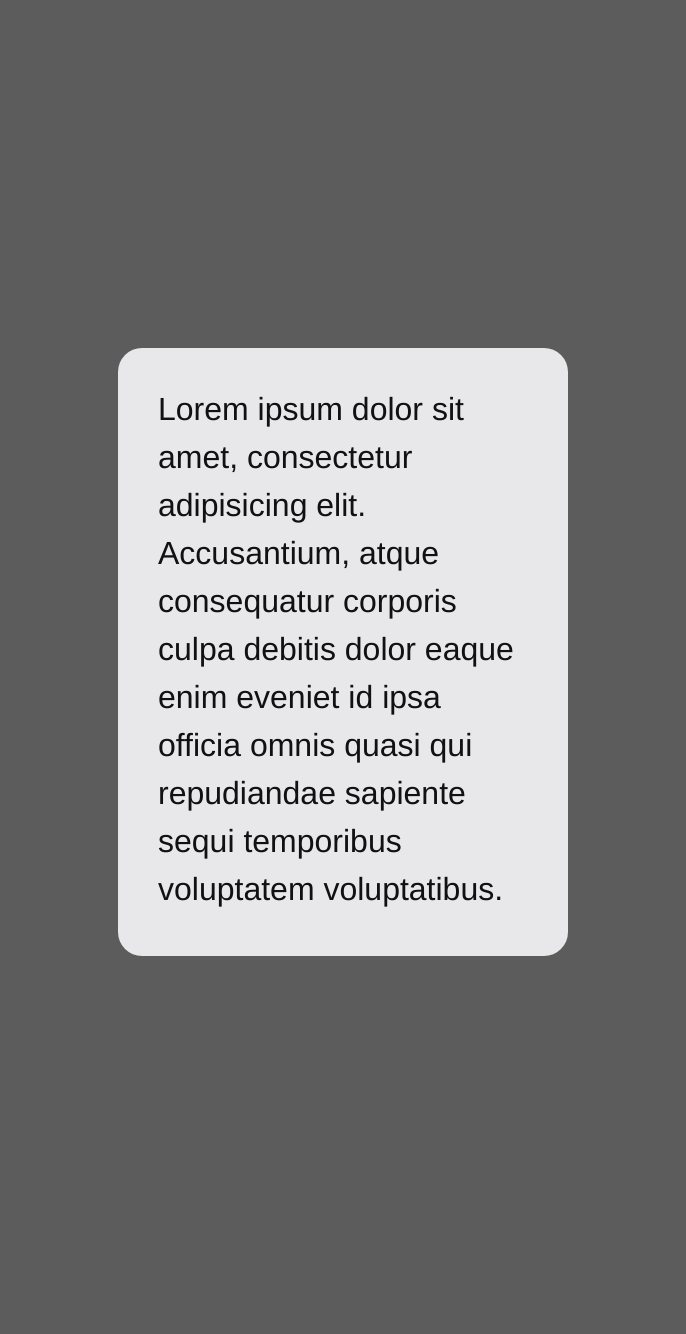 Lorem ipsum dolor sit
amet, consectetur
adipisicing elit.
Accusantium, atque
consequatur corporis
culpa debitis dolor eaque
enim eveniet id ipsa
officia omnis quasi qui
repudiandae sapiente
sequi temporibus
voluptatem voluptatibus.